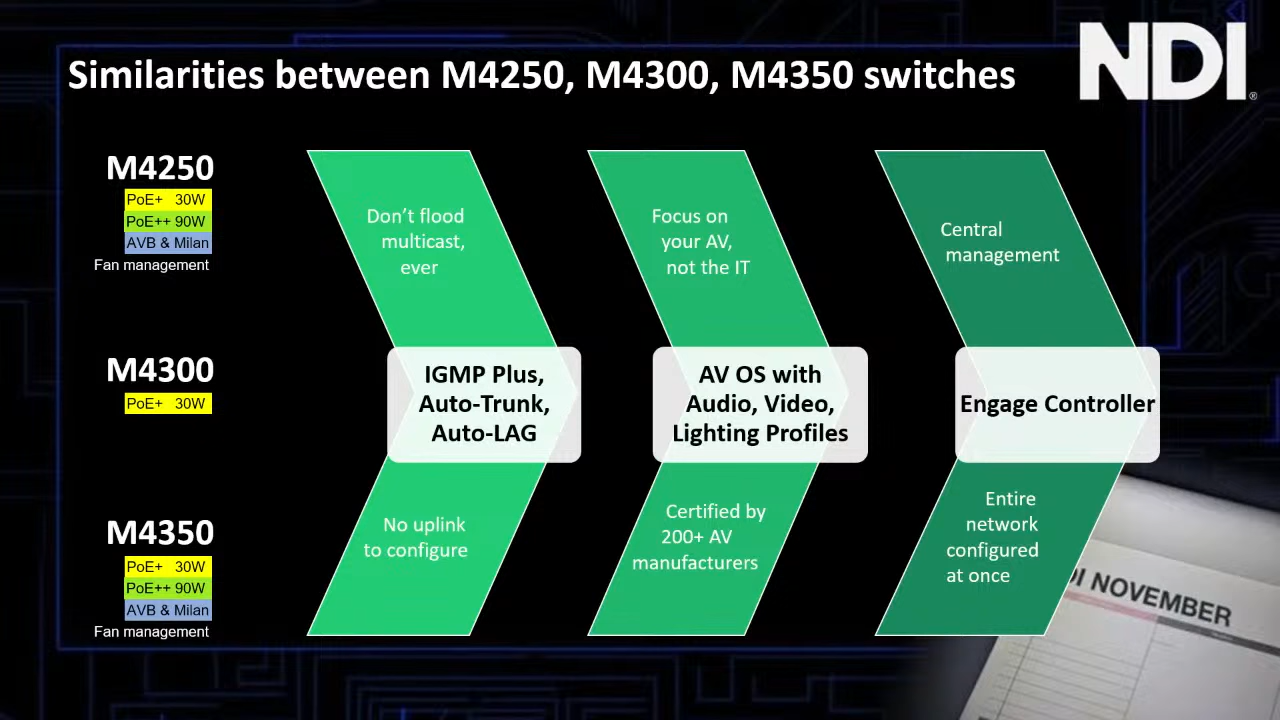 Similarities between M4250, M4300, M4350 switches
NDI
®
M4250
PoE+ 30W
PoE++ 90W
AVB & Milan
Fan management
M4300
PoE+ 30W
M4350
PoE+ 30W
PoE++ 90W
AVB & Milan
Fan management
Don't flood
multicast,
ever
IGMP Plus,
Auto-Trunk,
Auto-LAG
No uplink
to configure
Focus on
your AV,
not the IT
AV OS with
Audio, Video,
Lighting Profiles
Certified by
200+ AV
manufacturers
Central
management
Engage Controller
Entire
network
configured
at once
DI NOVEMBER